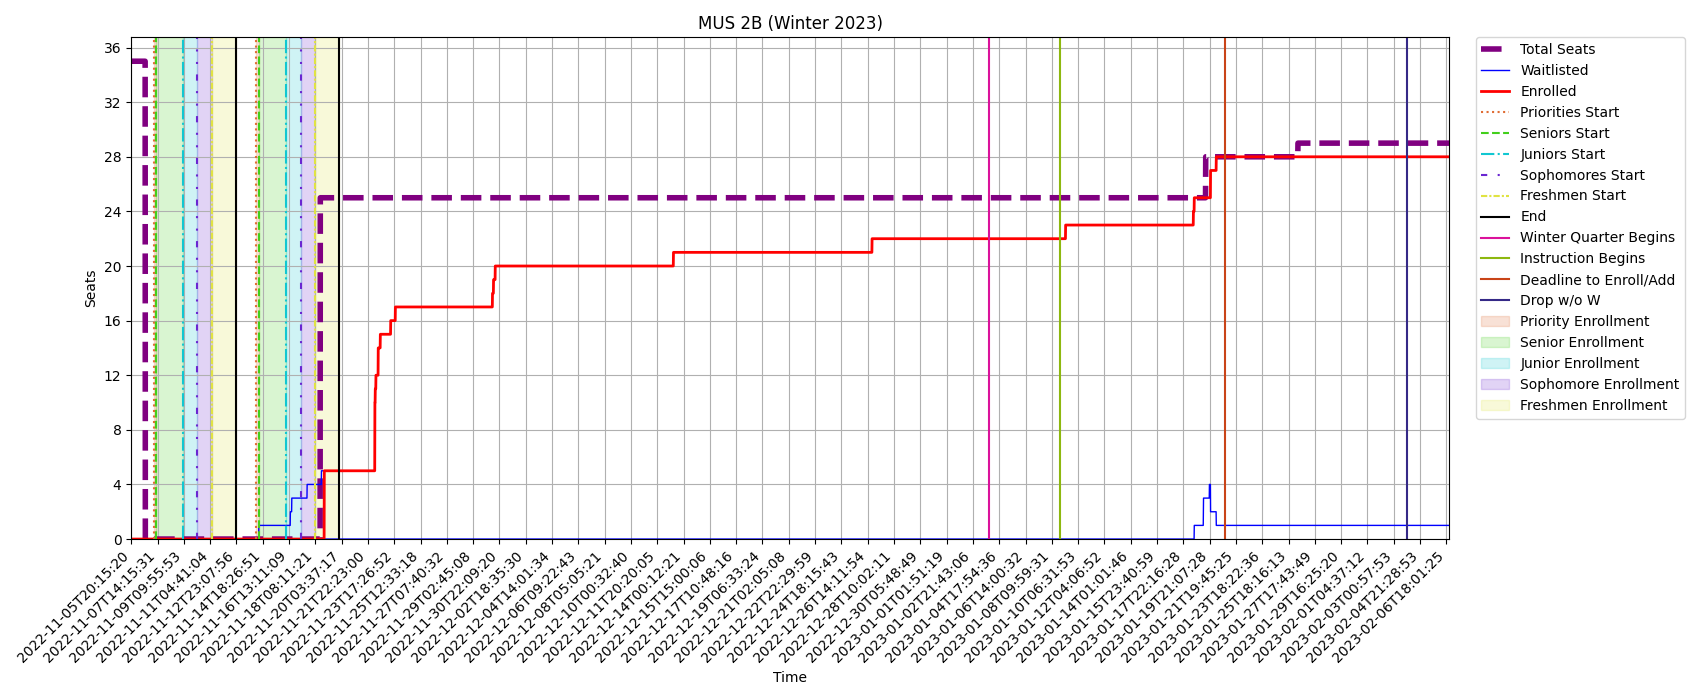 MUS 2B (Winter 2023)
36
32
28
24
20
16
12
8
4
0
Seats
2022-11-05T20:15:20
2022-11-07T14:15:31
2022-11-09T09:55:53
2022-11-11T04:41:04
2022-11-12T23:07:56
2022-11-14T18:26:51
2022-11-16T13:11:09
2022-11-18T08:11:21
2022-11-20T03:37:17
2022-11-21T22:23:00
2022-11-23T17:26:52
2022-11-25T12:33:18
2022-11-27T07:40:32
2022-11-29T02:45:08
2022-11-30T22:09:20
2022-12-02T18:35:30
2022-12-04T14:01:34
2022-12-06T09:22:43
2022-12-08T05:05:21
2022-12-10T00:32:40
2022-12-11T20:20:05
2022-12-14T00:12:21
2022-12-15T15:00:06
2022-12-17T10:48:16
2022-12-19T06:33:24
2022-12-21T02:05:08
2022-12-22T22:29:59
2022-12-24T18:15:43
2022-12-26T14:11:54
2022-12-28T10:02:11
2022-12-30T05:48:49
2023-01-01T01:51:19
2023-01-02T21:43:06
2023-01-04T17:54:36
2023-01-06T14:00:32
2023-01-08T09:59:31
2023-01-10T06:31:53
2023-01-12T04:06:52
2023-01-14T01:01:46
2023-01-15T23:40:59
2023-01-17T22:16:28
2023-01-19T21:07:28
2023-01-21T19:45:25
2023-01-23T18:22:36
2023-01-25T18:16:13
2023-01-27T17:43:49
2023-01-29T16:25:20
2023-02-01T04:37:12
2023-02-03T00:57:53
2023-02-04T21:28:53
2023-02-06T18:01:25
Time
Total Seats
Waitlisted
Enrolled
Priorities Start
Seniors Start
Juniors Start
Sophomores Start
Freshmen Start
End
Winter Quarter Begins
Instruction Begins
Deadline to Enroll/Add
Drop w/o W
Priority Enrollment
Senior Enrollment
Junior Enrollment
Sophomore Enrollment
Freshmen Enrollment